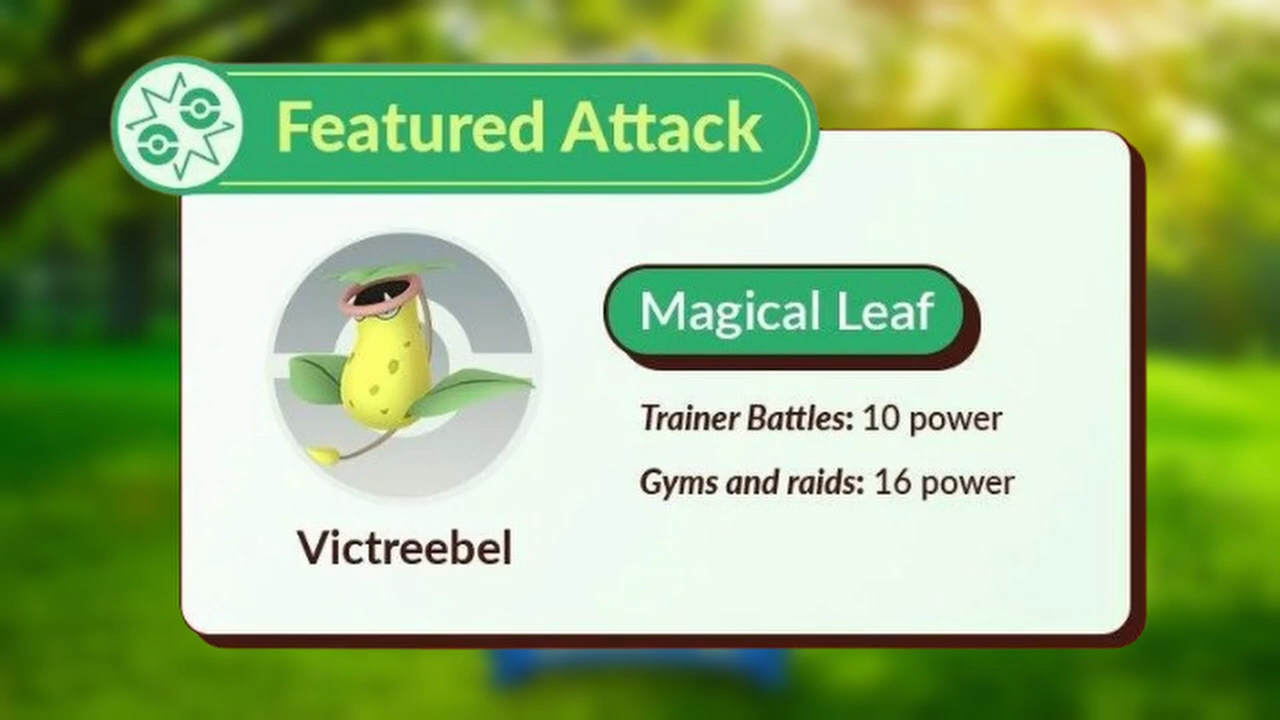 Featured Attack
Magical Leaf
Trainer Battles: 10 power
Gyms and raids: 16 power
Victreebel